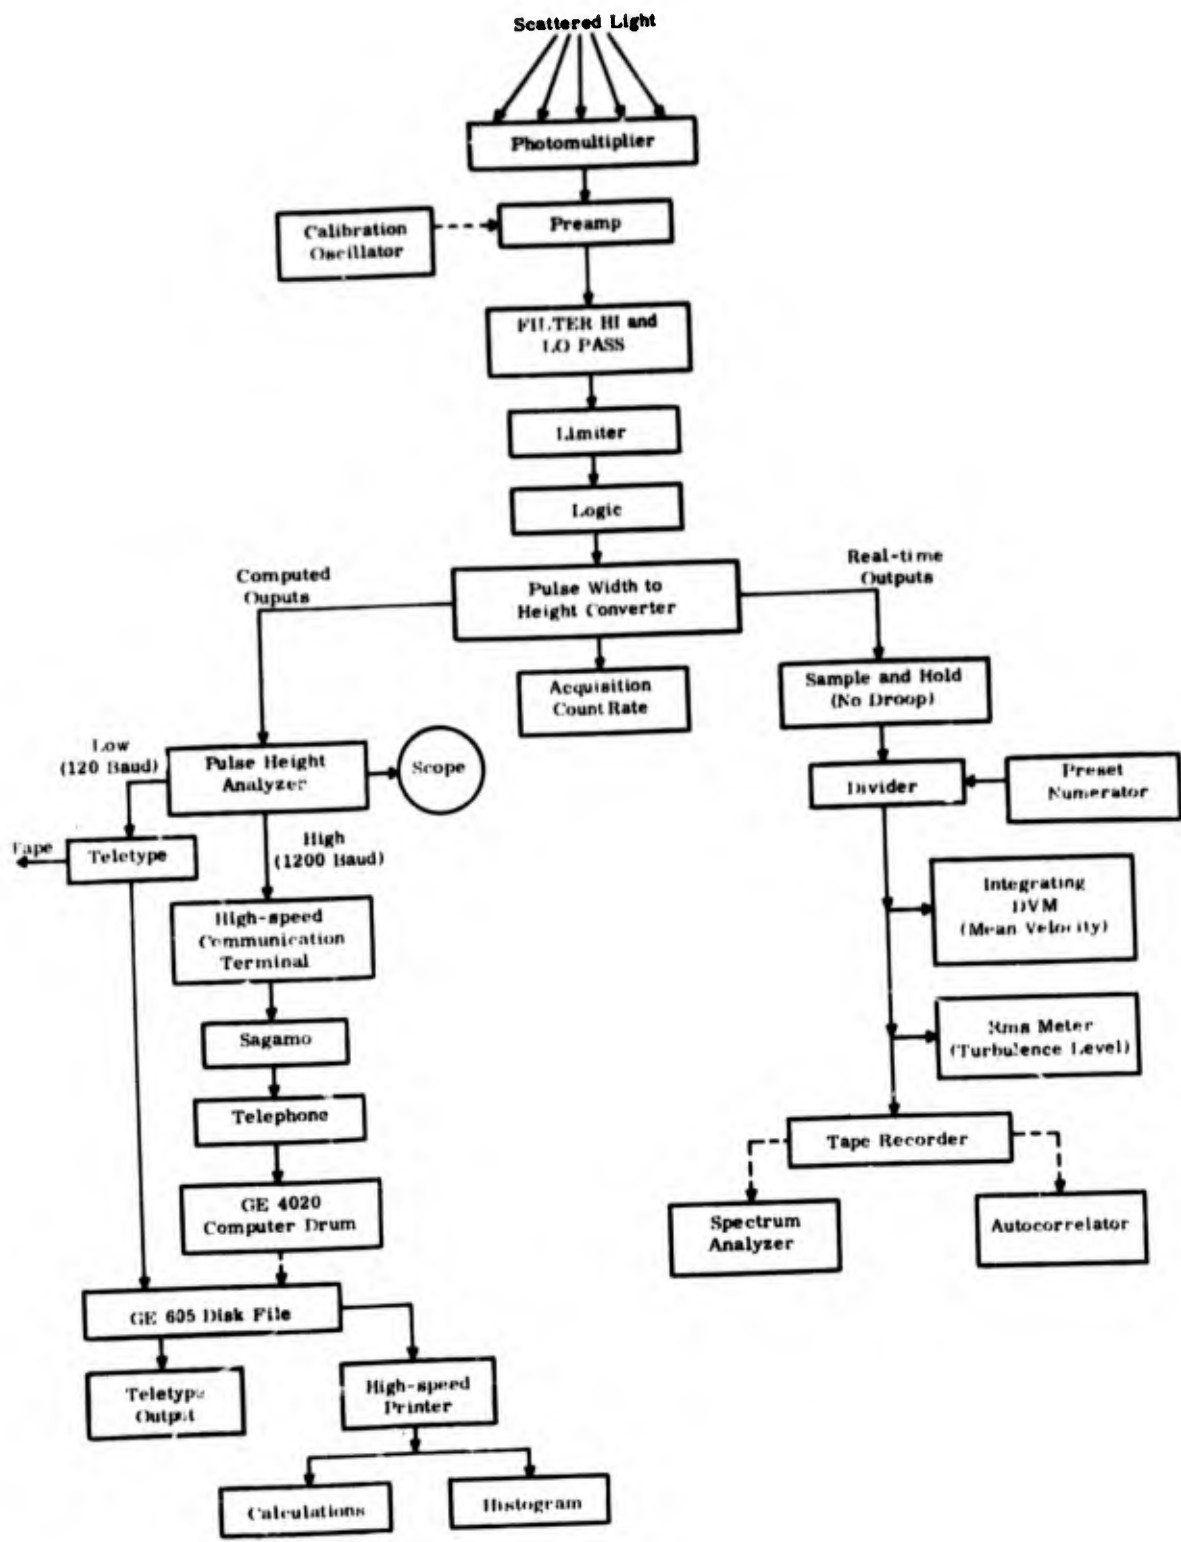 Scattered Light
Photomultiplier
Calibration
Oscillator
Preamp
FILTER HI and
LO PASS
Limiter
Logic
Computed
Ouputs
Pulse Width to
Height Converter
Real-time
Outputs
Acquisition
Count Rate
Sample and Hold
(No Droop)
Low
(120 Baud)
Pulse Height
Analyzer
Scope
Divider
Preset
Numerator
Tape
Teletype
High
(1200 Baud)
Integrating
DVM
(Mean Velocity)
High-speed
Communication
Terminal
Sagamo
Rms Meter
(Turbulence Level)
Telephone
Tape Recorder
GE 4020
Computer Drum
Spectrum
Analyzer
Autocorrelator
GE 605 Disk File
Teletype
Output
High-speed
Printer
Calculations
Histogram